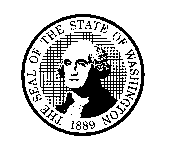 THE SEAL OF THE STATE OF WASHINGTON
1889